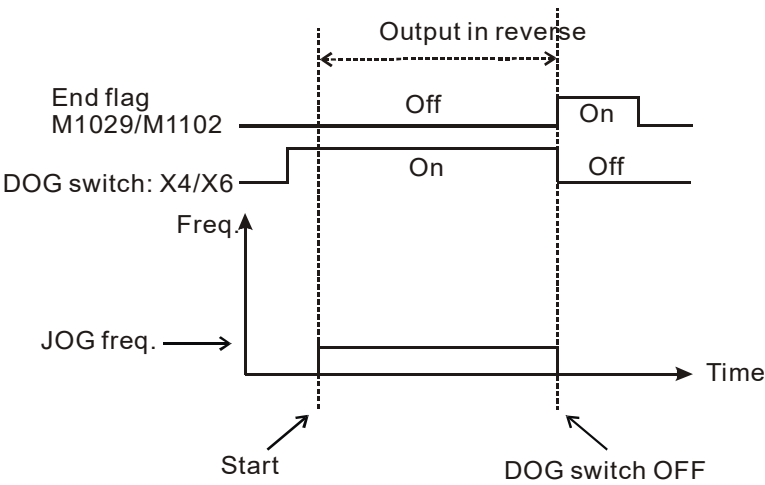 Output in reverse
End flag
M1029/M1102
Off
On
DOG switch: X4/X6
On
Off
Freq.
JOG freq.
Time
Start
DOG switch OFF